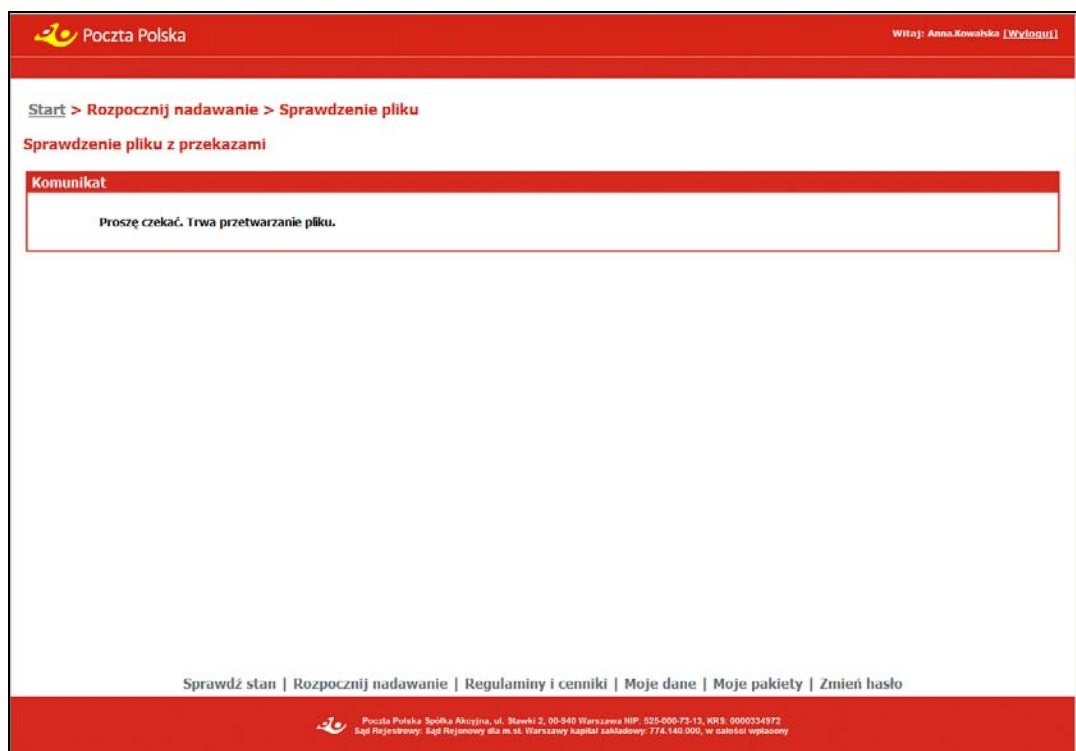 Poczta Polska
Witaj: Anna.Kowalska [Wyloguj]
Start > Rozpocznij nadawanie > Sprawdzenie pliku
Sprawdzenie pliku z przekazami
Komunikat
Proszę czekać. Trwa przetwarzanie pliku.
Sprawdź stan | Rozpocznij nadawanie | Regulaminy i cenniki | Moje dane | Moje pakiety | Zmień hasło
Poczta Polska Spółka Akcyjna, ul. Stawki 2, 00-940 Warszawa NIP: 525-000-73-13, KRS: 0000334972
Sąd Rejestrowy: Sąd Rejonowy dla m.st. Warszawy kapitał zakładowy: 774.140.000, w całości wpłacony